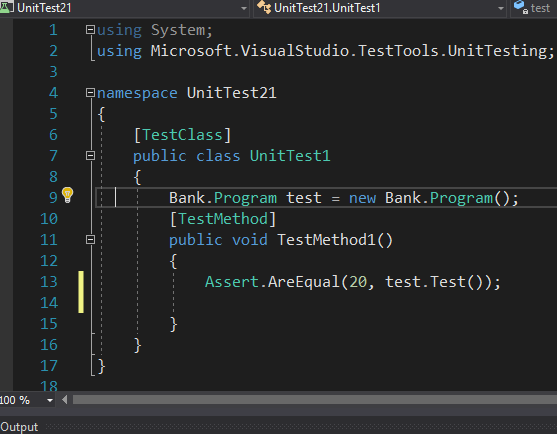 UnitTest21 UnitTest21.UnitTest1 test
1 using System;
2 using Microsoft.VisualStudio.TestTools.UnitTesting;
3
4 namespace UnitTest21
5 {
6 [TestClass]
7 public class UnitTest1
8 {
9 Bank.Program test = new Bank.Program();
10 [TestMethod]
11 public void TestMethod1()
12 {
13 Assert.AreEqual(20, test.Test());
14
15 }
16 }
17 }
18
100 %
Output